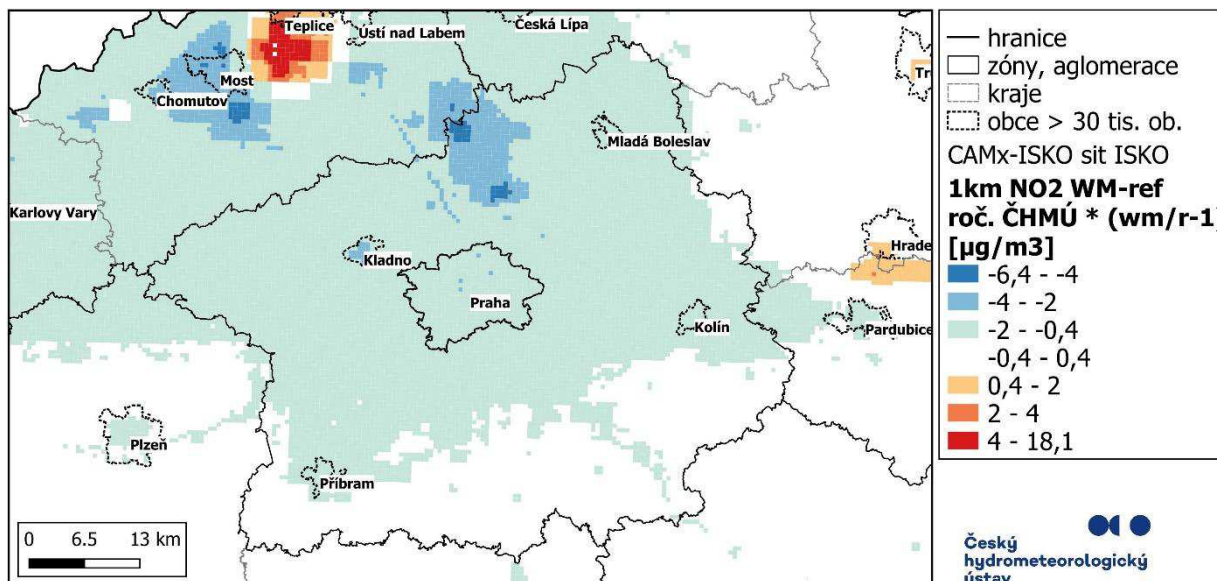 Teplice
Ústí nad Labem
Česká Lípa
Most
Chomutov
Mladá Boleslav
Karlovy Vary
Kladno
Praha
Kolín
Hrade
Pardubice
Plzeň
Příbram
Tr
0 6.5 13 km
hranice
zóny, aglomerace
kraje
obce > 30 tis. ob.
CAMx-ISKO sit ISKO
1km NO2 WM-ref
roč. ČHMÚ * (wm/r-1)
[µg/m3]
-6,4 - -4
-4 - -2
-2 - -0,4
-0,4 - 0,4
0,4 - 2
2 - 4
4 - 18,1
Český
hydrometeorologický
ústav